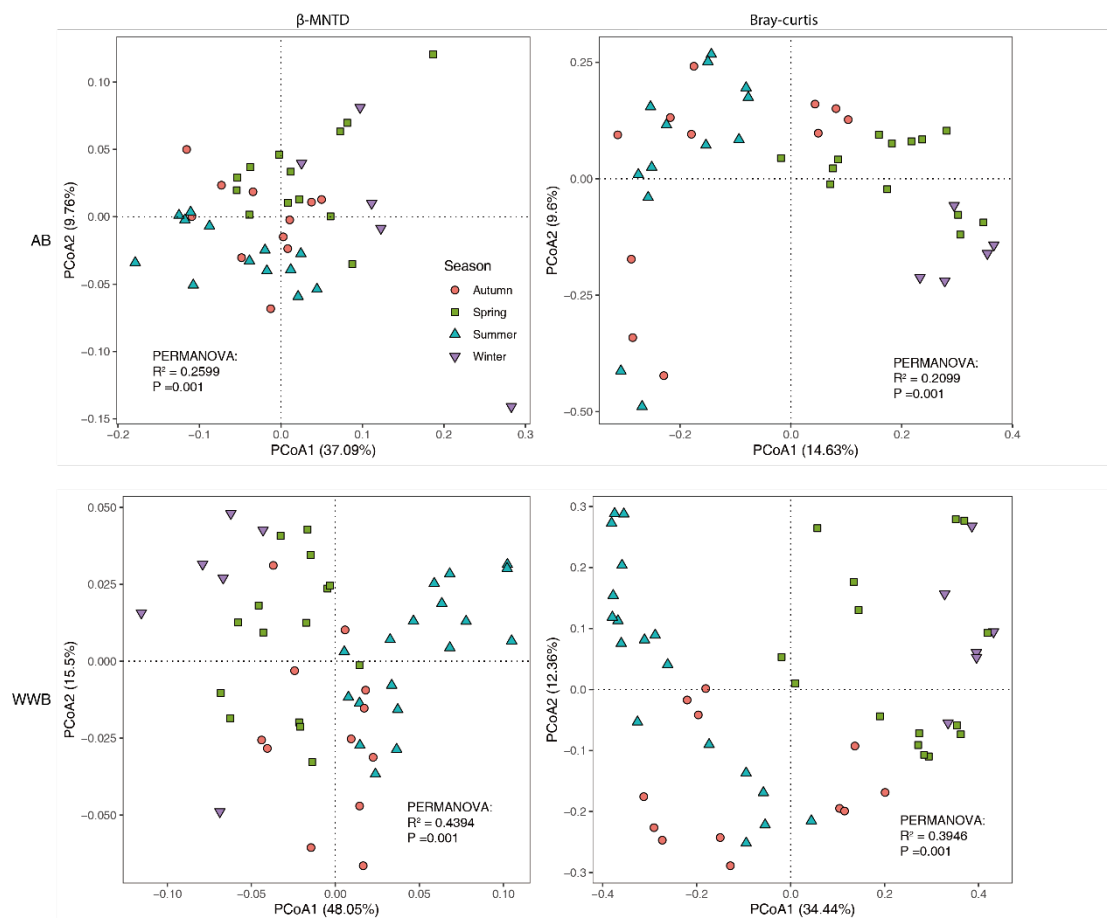 β-MNTD
Bray-curtis
AB
PCoA2 (9.76%)
0.10
0.05
0.00
−0.05
−0.10
−0.15
−0.2
−0.1
0.0
0.1
0.2
0.3
PCoA1 (37.09%)
Season
Autumn
Spring
Summer
Winter
PERMANOVA:
R² = 0.2599
P =0.001
PCoA2 (9.6%)
0.25
0.00
−0.25
−0.50
−0.2
0.0
0.2
0.4
PCoA1 (14.63%)
PERMANOVA:
R² = 0.2099
P =0.001
WWB
PCoA2 (15.5%)
0.050
0.025
0.000
−0.025
−0.050
−0.10
−0.05
0.00
0.05
0.10
PCoA1 (48.05%)
PERMANOVA:
R² = 0.4394
P =0.001
PCoA2 (12.36%)
0.3
0.2
0.1
0.0
−0.1
−0.2
−0.3
−0.4
−0.2
0.0
0.2
0.4
PCoA1 (34.44%)
PERMANOVA:
R² = 0.3946
P =0.001